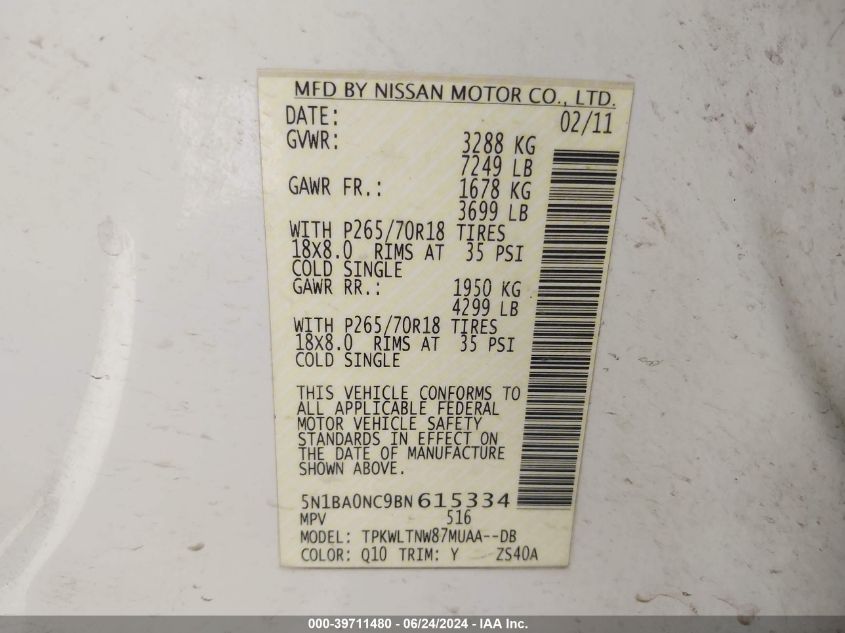 MFD BY NISSAN MOTOR CO., LTD.
DATE: 02/11
GVWR: 3288 KG
7249 LB
GAWR FR.: 1678 KG
3699 LB
WITH P265/70R18 TIRES
18X8.0 RIMS AT 35 PSI
COLD SINGLE
GAWR RR.: 1950 KG
4299 LB
WITH P265/70R18 TIRES
18X8.0 RIMS AT 35 PSI
COLD SINGLE
THIS VEHICLE CONFORMS TO
ALL APPLICABLE FEDERAL
MOTOR VEHICLE SAFETY
STANDARDS IN EFFECT ON
THE DATE OF MANUFACTURE
SHOWN ABOVE.
5N1BA0NC9BN615334
MPV 516
MODEL: TPKWLTNW87MUAA--DB
COLOR: Q10 TRIM: Y ZS40A
000-39711480 - 06/24/2024 - IAA Inc.